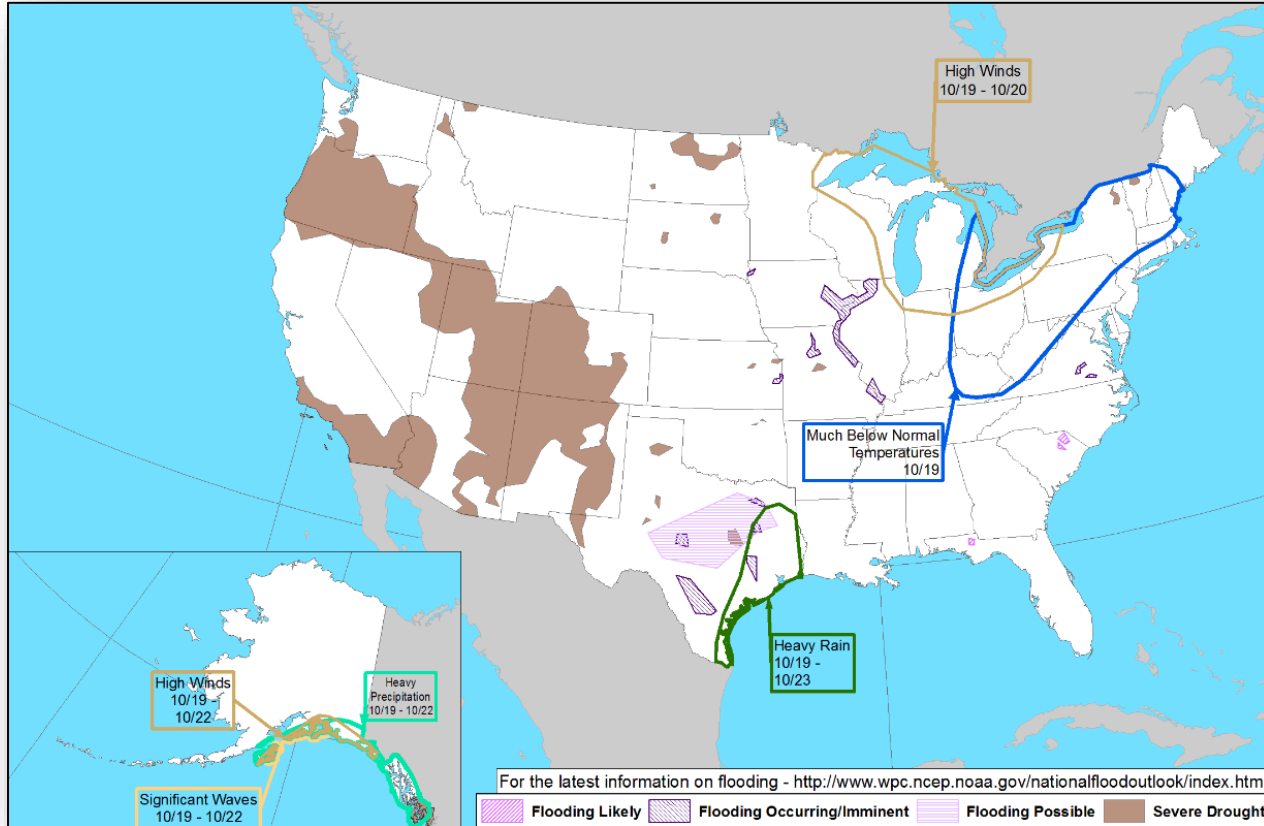 High Winds
10/19 - 10/20
Much Below Normal
Temperatures
10/19
Heavy Rain
10/19 -
10/23
High Winds
10/19 -
10/22
Heavy
Precipitation
10/19 - 10/22
Significant Waves
10/19 - 10/22
For the latest information on flooding - http://www.wpc.ncep.noaa.gov/nationalfloodoutlook/index.htm
Flooding Likely
Flooding Occurring/Imminent
Flooding Possible
Severe Drought